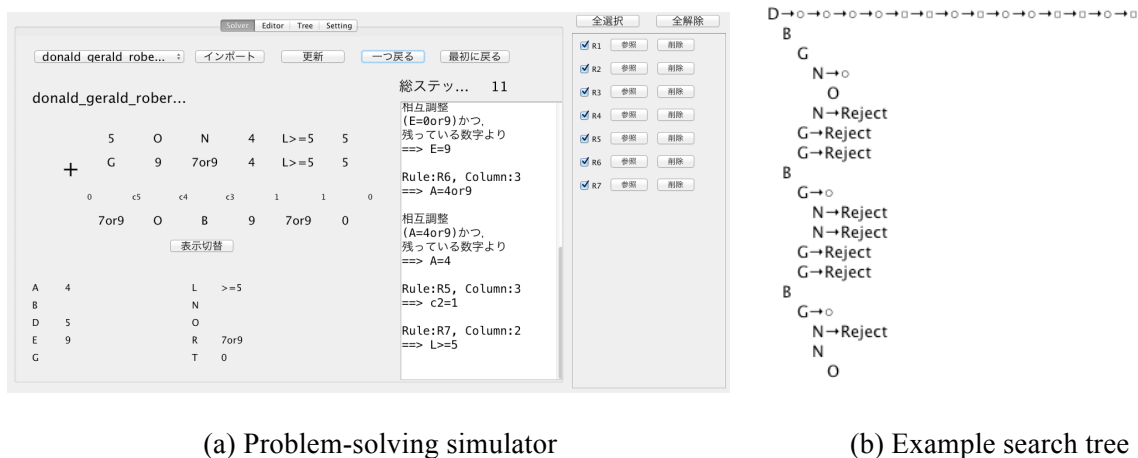 Solver Editor Tree Setting
donald_gerald_robe... インポート 更新 一つ戻る 最初に戻る
donald_gerald_rober...
総ステッ... 11
5 O N 4 L>=5 5
+ G 9 7or9 4 L>=5 5
0 c5 c4 c3 1 1 0
7or9 O B 9 7or9 0
表示切替
A 4 L >=5
B N
D 5 O
E 9 R 7or9
G T 0
相互調整
(E=0or9)かつ,
残っている数字より
==> E=9
Rule:R6, Column:3
==> A=4or9
相互調整
(A=4or9)かつ,
残っている数字より
==> A=4
Rule:R5, Column:3
==> c2=1
Rule:R7, Column:2
==> L>=5
全選択 全解除
R1 参照 削除
R2 参照 削除
R3 参照 削除
R4 参照 削除
R5 参照 削除
R6 参照 削除
R7 参照 削除
(a) Problem-solving simulator
D→○→○→○→○→□→□→○→□→○→□→○→□
B
G
N→○
O
N→Reject
G→Reject
G→Reject
B
G→○
N→Reject
N→Reject
G→Reject
G→Reject
B
G→○
N→Reject
N
O
(b) Example search tree